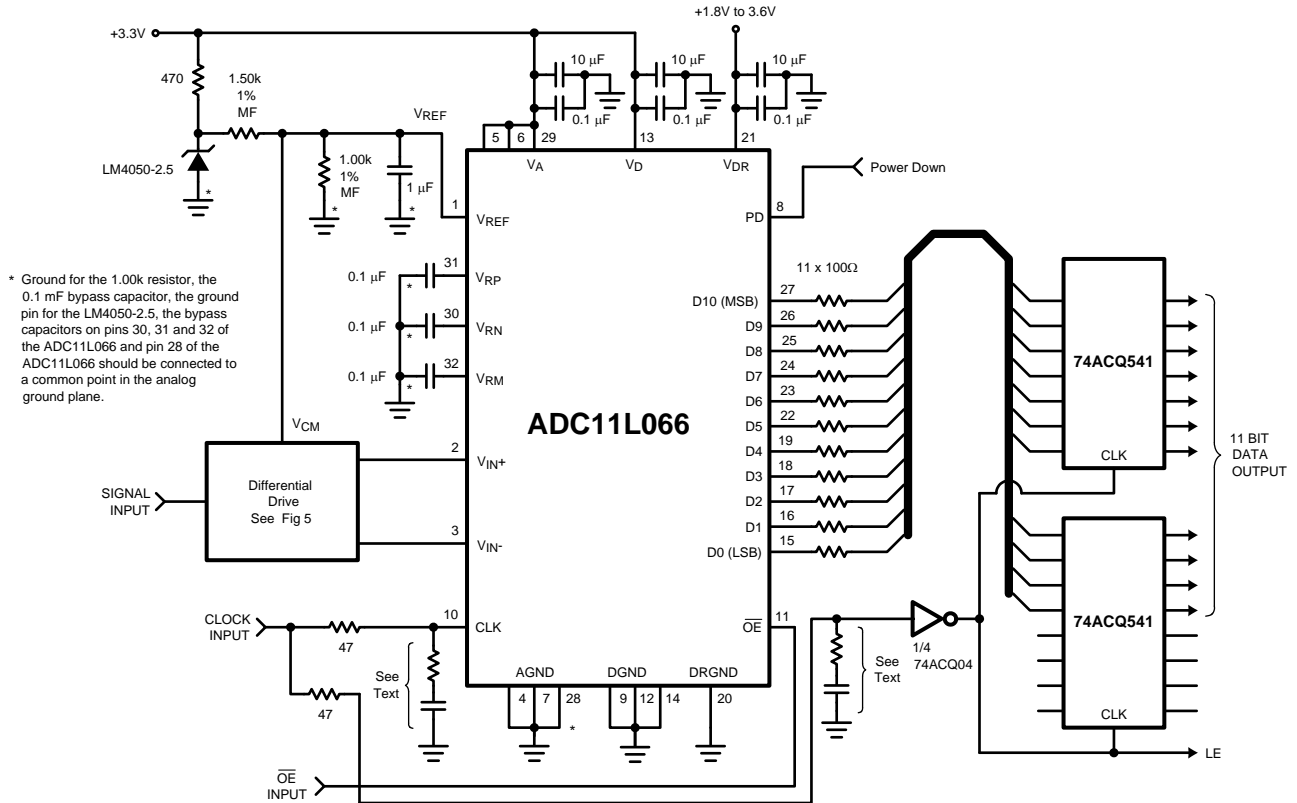 +1.8V to 3.6V
+3.3V
10 µF
10 µF
10 µF
470
1.50k
1%
MF
VREF
0.1 µF
0.1 µF
0.1 µF
5
6
29
13
21
VA
VD
VDR
LM4050-2.5
*
1.00k
1%
MF
*
1 µF
*
Power Down
1
VREF
8
PD
* Ground for the 1.00k resistor, the
0.1 mF bypass capacitor, the ground
pin for the LM4050-2.5, the bypass
capacitors on pins 30, 31 and 32 of
the ADC11L066 and pin 28 of the
ADC11L066 should be connected to
a common point in the analog
ground plane.
0.1 µF
*
31
VRP
0.1 µF
*
30
VRN
0.1 µF
*
32
VRM
11 x 100Ω
D10 (MSB)
27
D9
26
D8
25
D7
24
D6
23
D5
22
D4
19
D3
18
D2
17
D1
16
D0 (LSB)
15
ADC11L066
74ACQ541
CLK
11 BIT
DATA
OUTPUT
VCM
SIGNAL
INPUT
Differential
Drive
See Fig 5
2
VIN+
3
VIN-
CLOCK
INPUT
47
10
CLK
47
See
Text
OE
11
1/4
74ACQ04
See
Text
74ACQ541
CLK
AGND
4
7
28
*
DGND
9
12
14
DRGND
20
LE
OE
INPUT